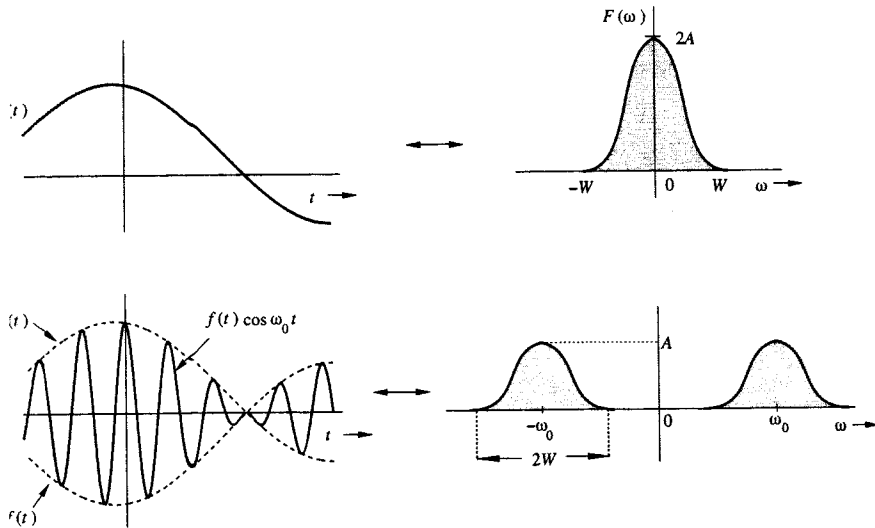 F(ω)
2A
(t)
t
-W 0 W ω
(t)
f(t) cos ω₀t
A
t
-ω₀ 0 ω₀ ω
2W
f(t)